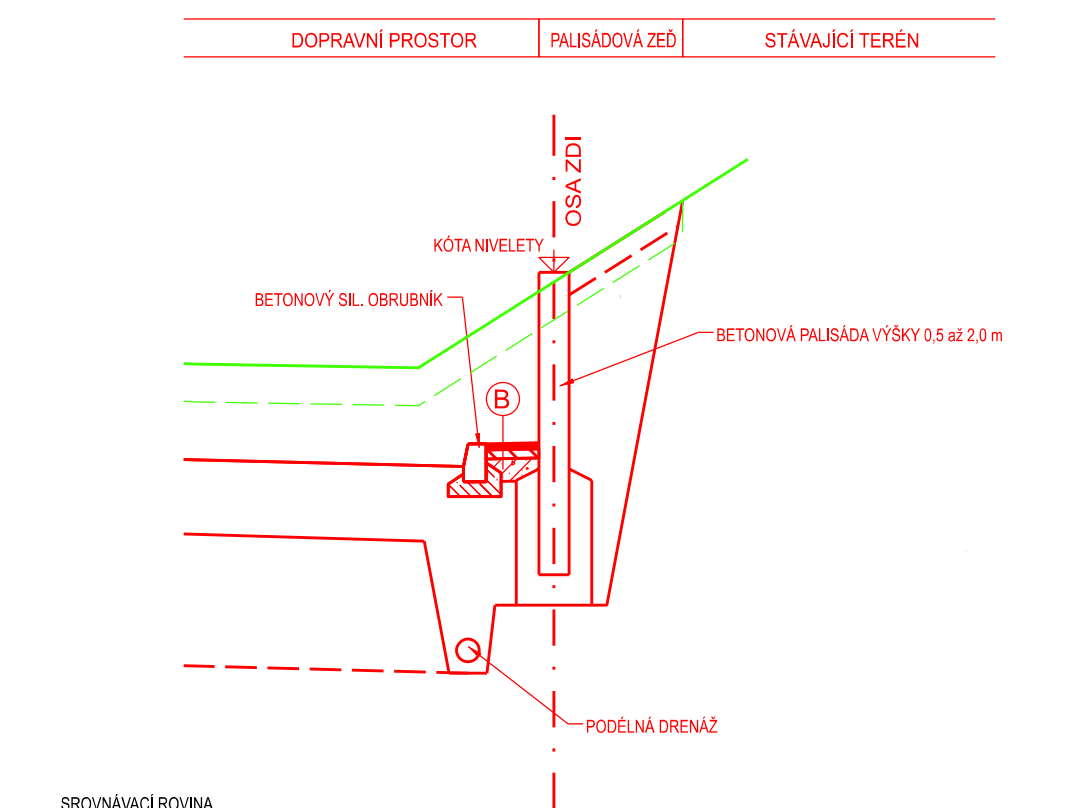 DOPRAVNÍ PROSTOR
PALISÁDOVÁ ZEĎ
STÁVAJÍCÍ TERÉN
OSA ZDI
KÓTA NIVELETY
BETONOVÝ SIL. OBRUBNÍK
BETONOVÁ PALISÁDA VÝŠKY 0,5 až 2,0 m
B
PODÉLNÁ DRENÁŽ
SROVNÁVACÍ ROVINA